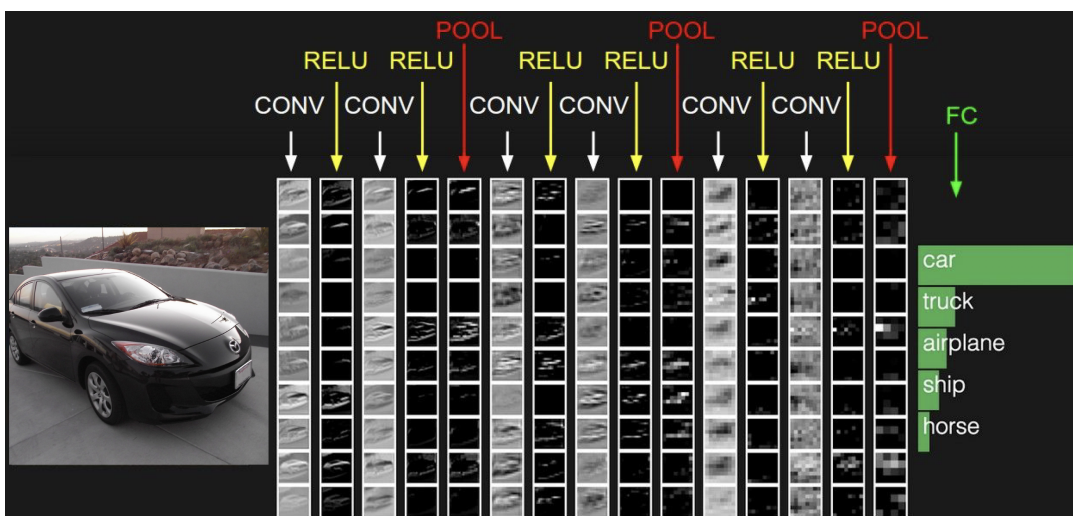 POOL POOL POOL
RELU RELU RELU RELU RELU RELU
CONV CONV CONV CONV CONV CONV
FC
car
truck
airplane
ship
horse